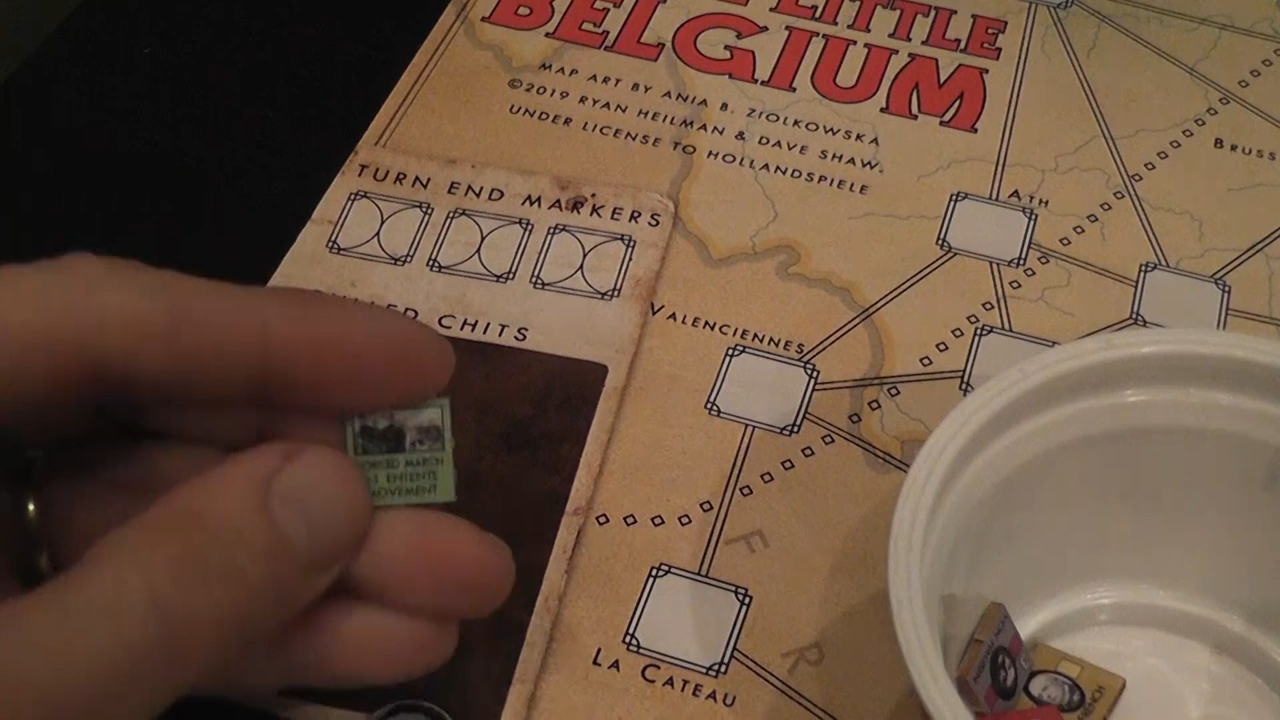 LITTLE
BELGIUM
MAP ART BY ANIA B. ZIOLKOWSKA
©2019 RYAN HEILMAN & DAVE SHAW.
UNDER LICENSE TO HOLLANDSPIELE
TURN END MARKERS
CHITS
ATH
BRUSS
VALENCIENNES
MARCH
ENTENTE
MOVEMENT
F
R
LA CATEAU